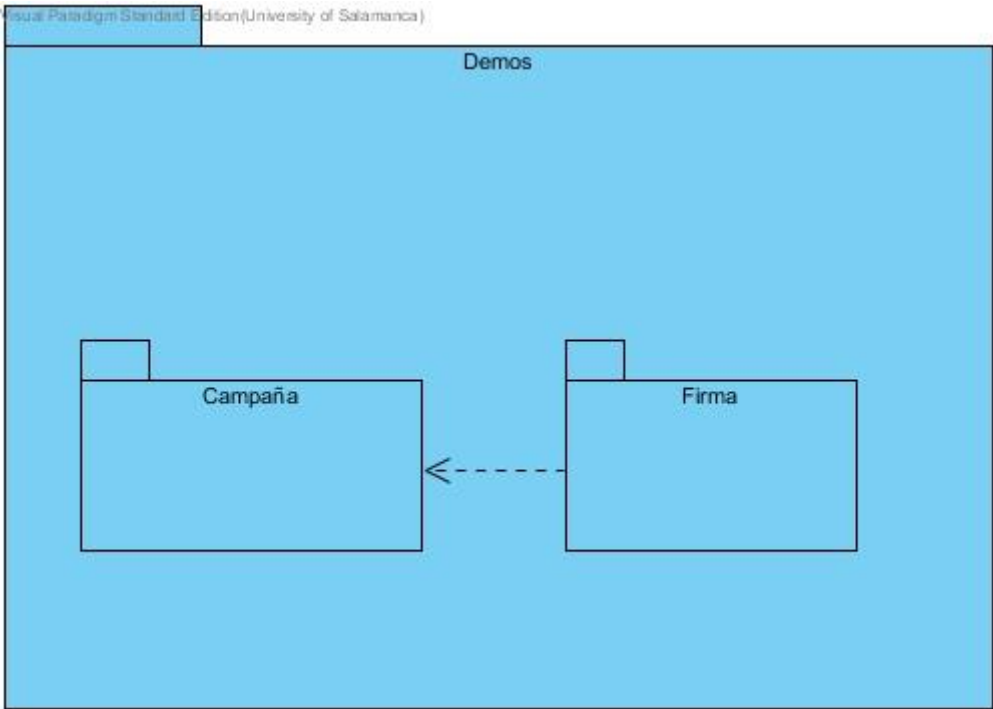 Visual Paradigm Standard Edition(University of Salamanca)
Demos
Campaña
Firma